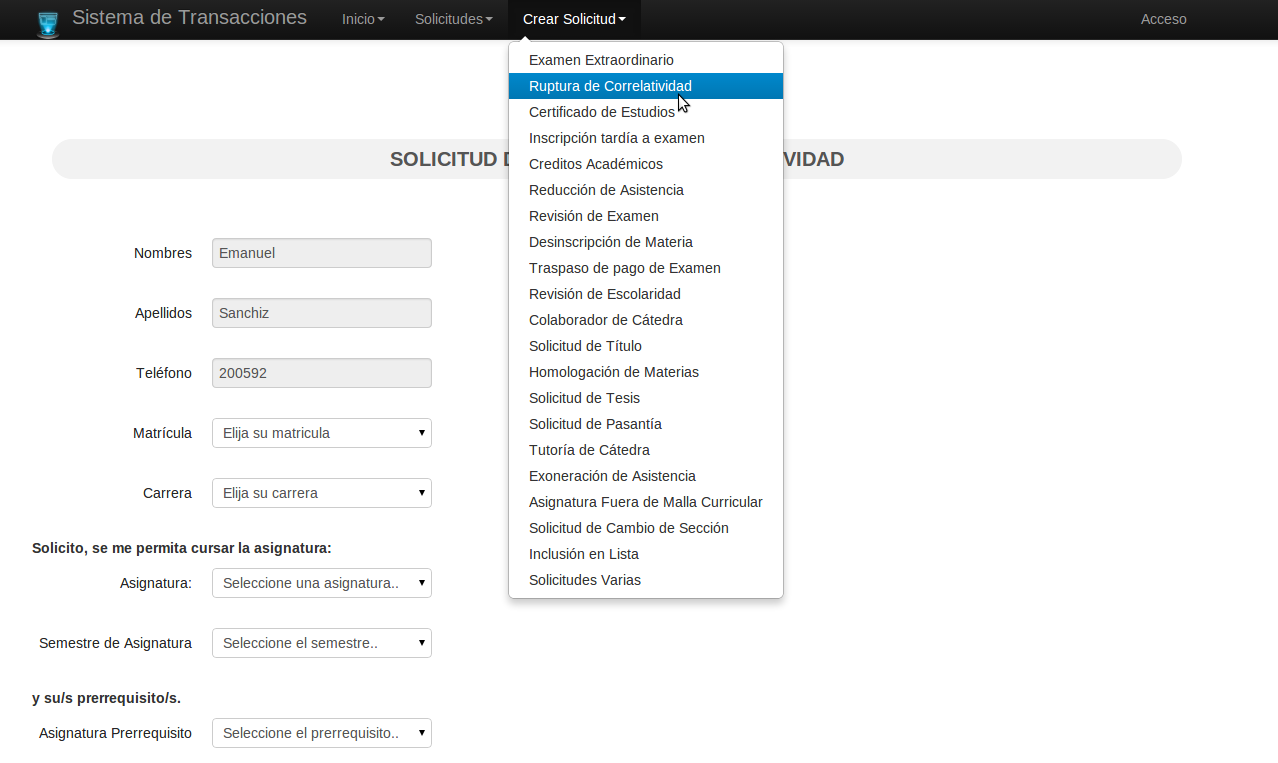 Sistema de Transacciones Inicio Solicitudes Crear Solicitud Acceso
Examen Extraordinario
Ruptura de Correlatividad
Certificado de Estudios
Inscripción tardía a examen
Creditos Académicos
Reducción de Asistencia
Revisión de Examen
Desinscripción de Materia
Traspaso de pago de Examen
Revisión de Escolaridad
Colaborador de Cátedra
Solicitud de Título
Homologación de Materias
Solicitud de Tesis
Solicitud de Pasantía
Tutoría de Cátedra
Exoneración de Asistencia
Asignatura Fuera de Malla Curricular
Solicitud de Cambio de Sección
Inclusión en Lista
Solicitudes Varias
SOLICITUD
Nombres Emanuel
Apellidos Sanchiz
Teléfono 200592
Matrícula Elija su matricula
Carrera Elija su carrera
Solicito, se me permita cursar la asignatura:
Asignatura: Seleccione una asignatura..
Semestre de Asignatura Seleccione el semestre..
y su/s prerrequisito/s.
Asignatura Prerrequisito Seleccione el prerrequisito..